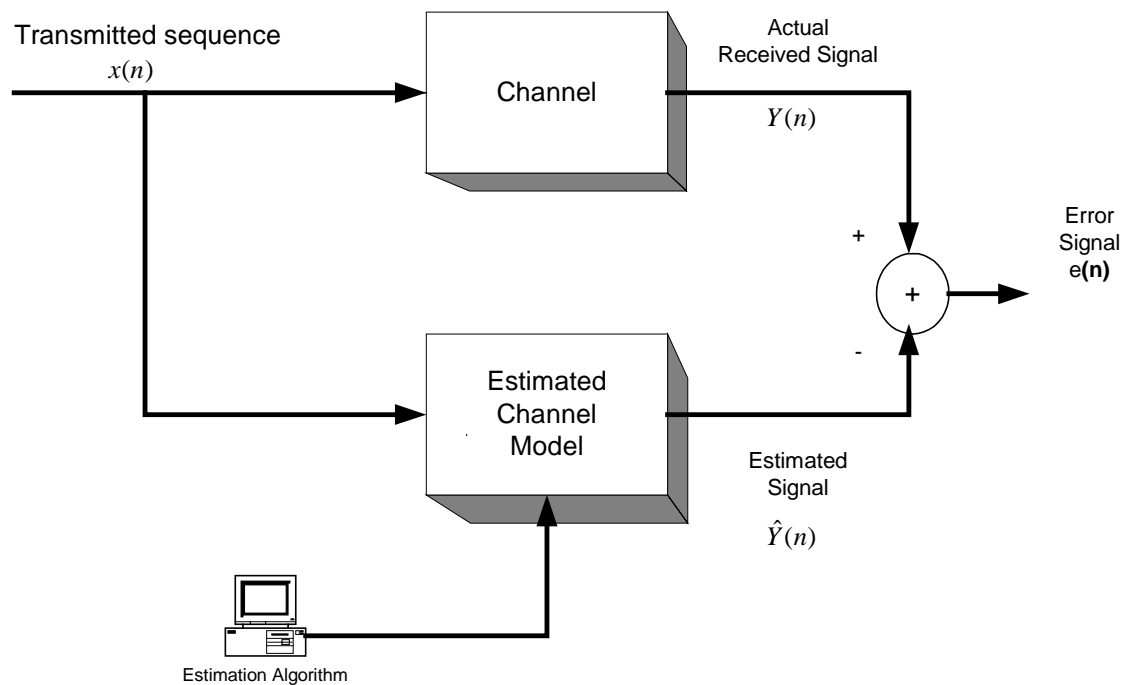 Transmitted sequence
x(n)
Channel
Actual
Received Signal
Y(n)
+
+
-
Error
Signal
e(n)
Estimated
Channel
Model
Estimated
Signal
Ŷ(n)
Estimation Algorithm